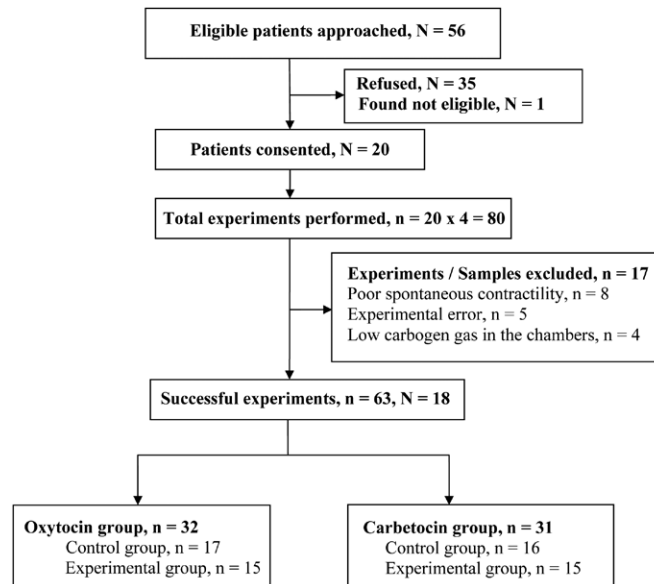 Eligible patients approached, N = 56
Refused, N = 35
Found not eligible, N = 1
Patients consented, N = 20
Total experiments performed, n = 20 x 4 = 80
Experiments / Samples excluded, n = 17
Poor spontaneous contractility, n = 8
Experimental error, n = 5
Low carbogen gas in the chambers, n = 4
Successful experiments, n = 63, N = 18
Oxytocin group, n = 32
Control group, n = 17
Experimental group, n = 15
Carbetocin group, n = 31
Control group, n = 16
Experimental group, n = 15